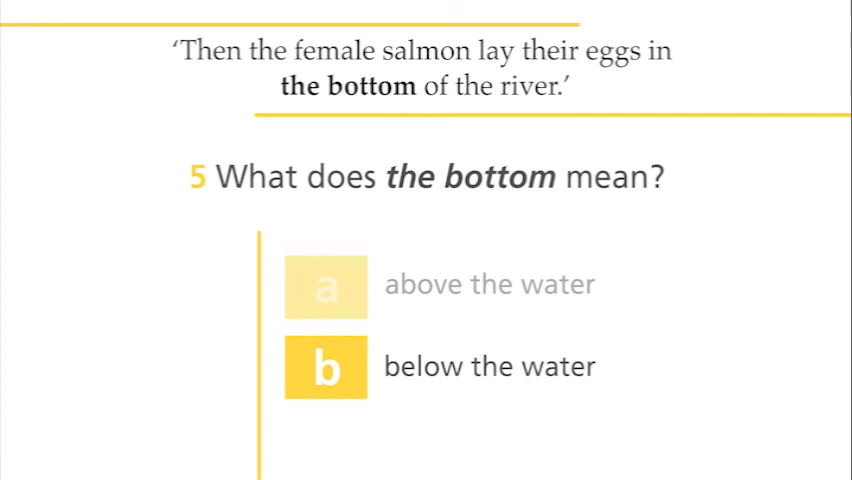 ‘Then the female salmon lay their eggs in
the bottom of the river.’
5 What does the bottom mean?
a above the water
b below the water